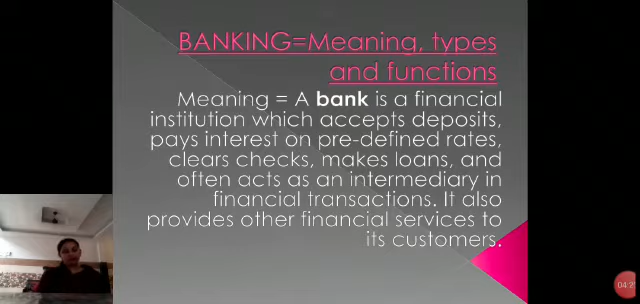 BANKING=Meaning, types
and functions
Meaning = A bank is a financial
institution which accepts deposits,
pays interest on pre-defined rates,
clears checks, makes loans, and
often acts as an intermediary in
financial transactions. It also
provides other financial services to
its customers.